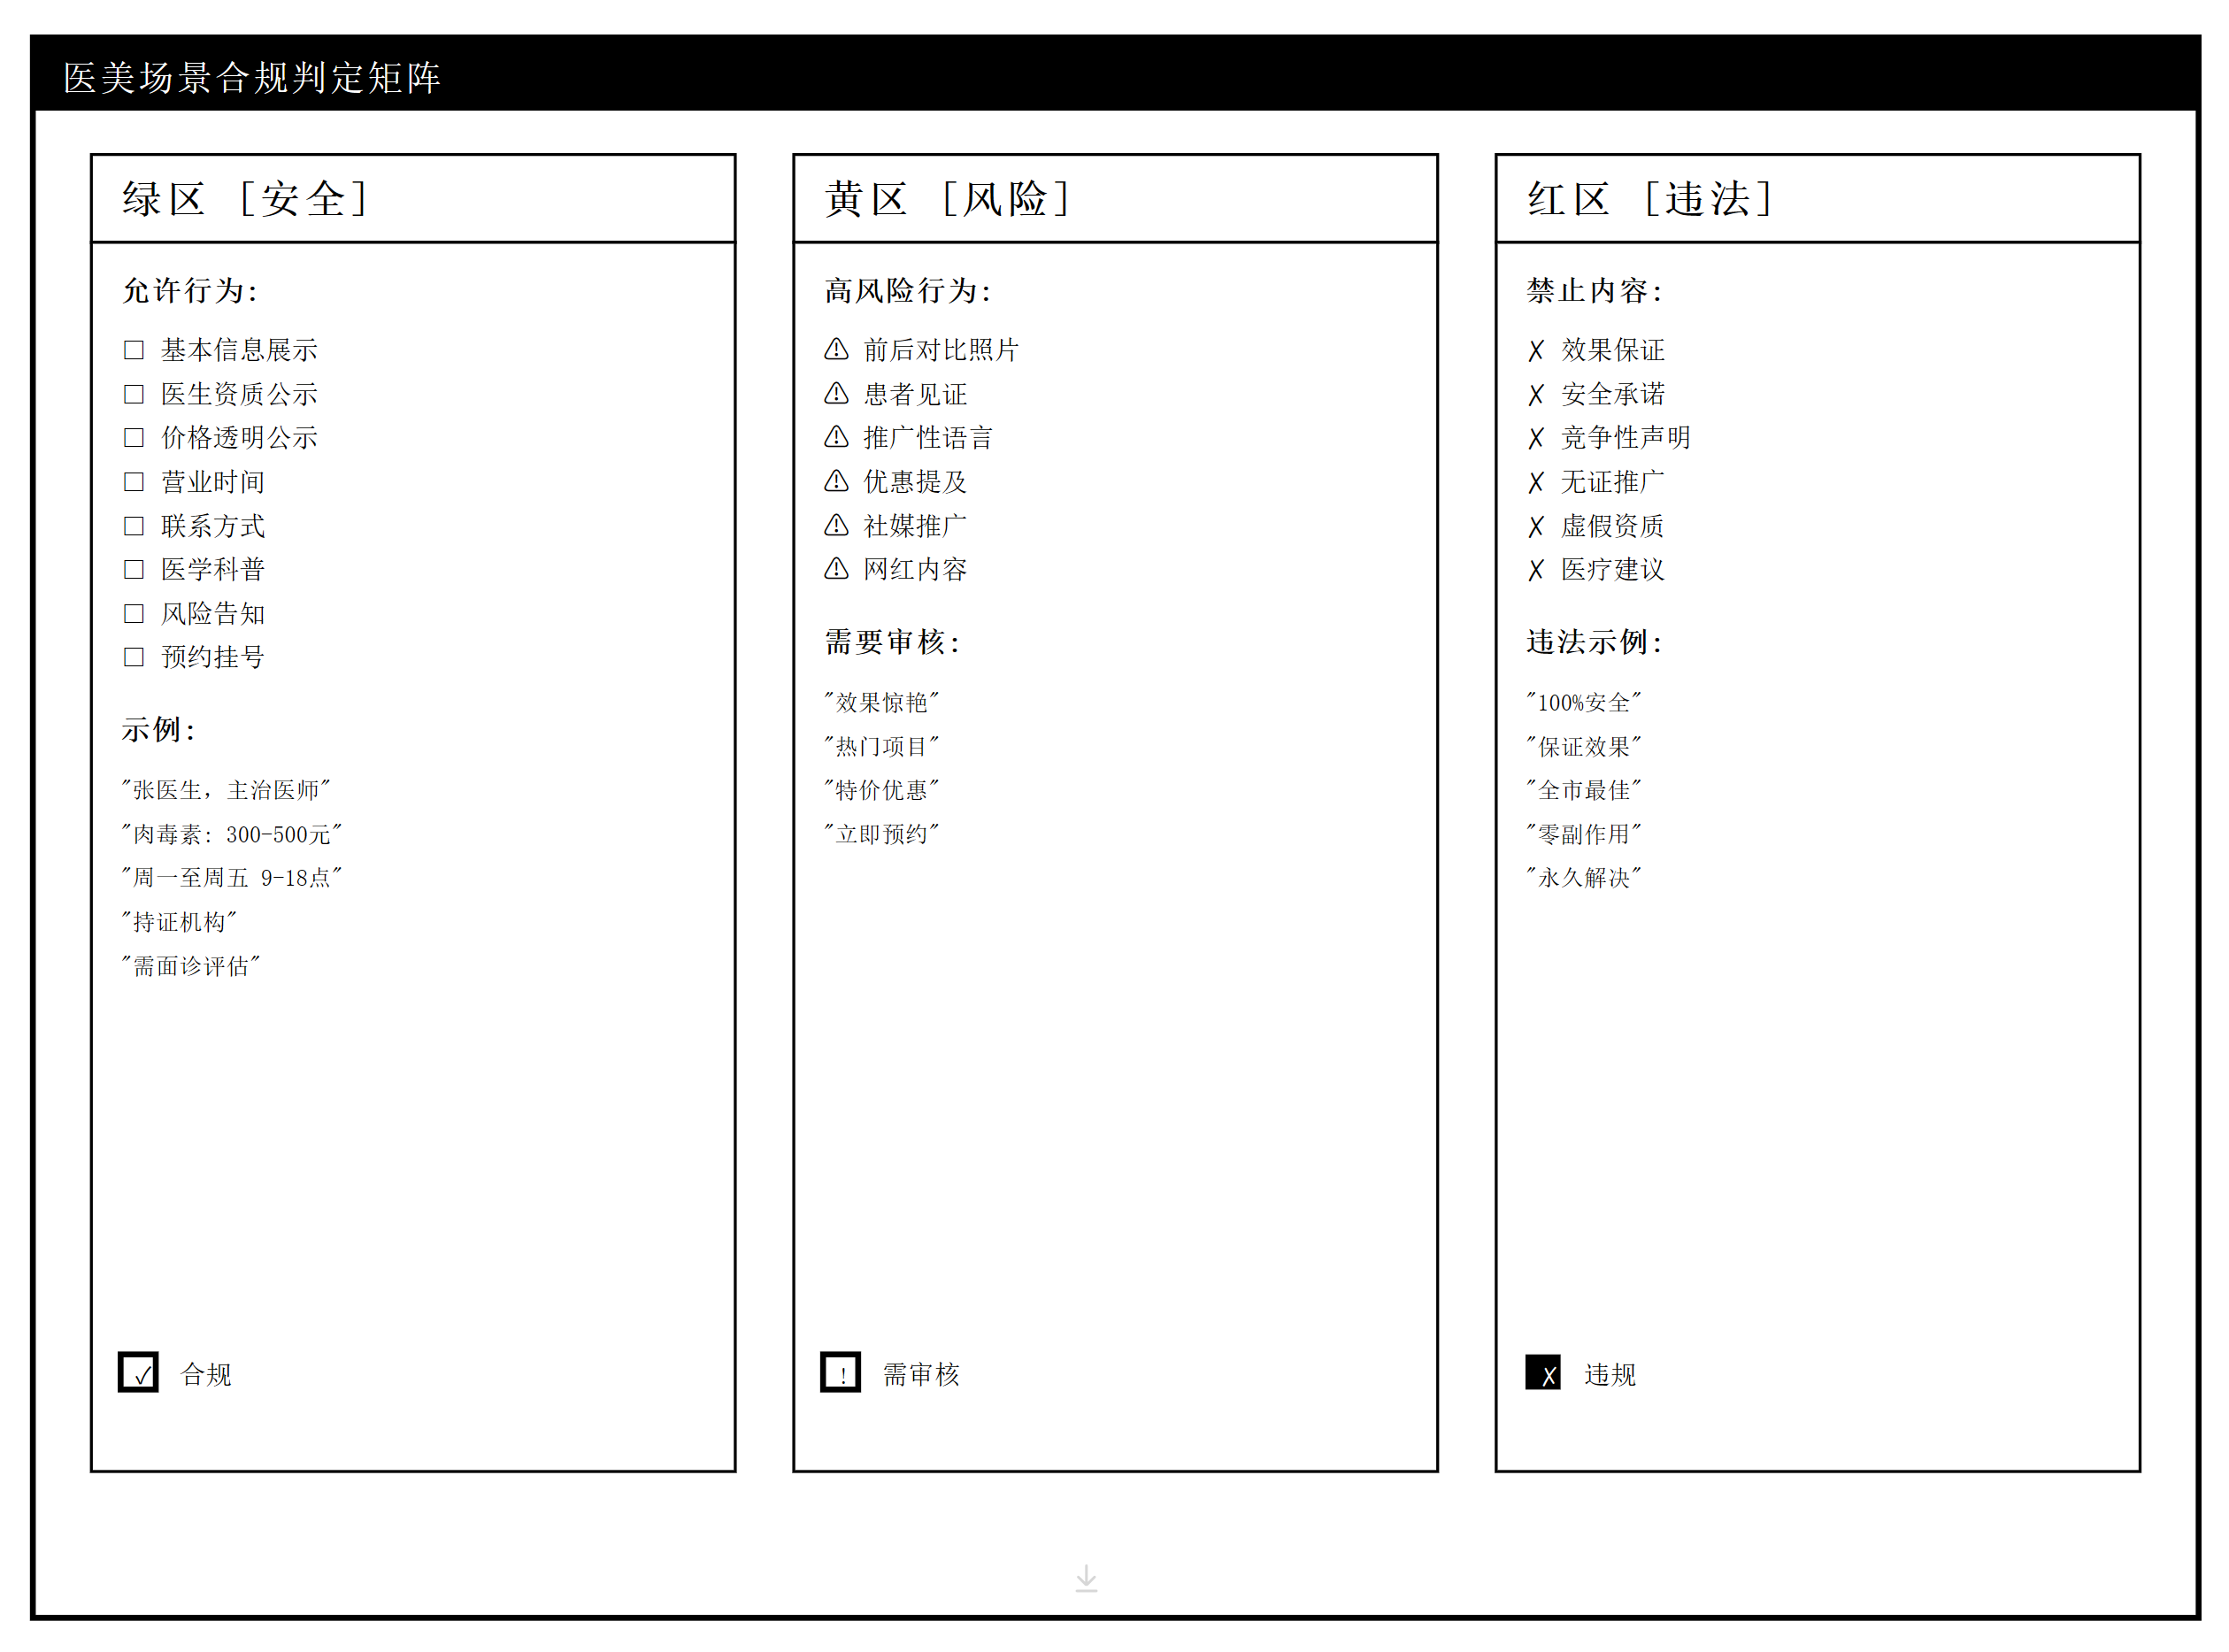 医美场景合规判定矩阵
绿区 [安全]
允许行为:
□ 基本信息展示
□ 医生资质公示
□ 价格透明公示
□ 营业时间
□ 联系方式
□ 医学科普
□ 风险告知
□ 预约挂号
示例:
"张医生, 主治医师"
"肉毒素: 300-500元"
"周一至周五 9-18点"
"持证机构"
"需面诊评估"
✓ 合规
黄区 [风险]
高风险行为:
⚠ 前后对比照片
⚠ 患者见证
⚠ 推广性语言
⚠ 优惠提及
⚠ 社媒推广
⚠ 网红内容
需要审核:
"效果惊艳"
"热门项目"
"特价优惠"
"立即预约"
! 需审核
红区 [违法]
禁止内容:
✗ 效果保证
✗ 安全承诺
✗ 竞争性声明
✗ 无证推广
✗ 虚假资质
✗ 医疗建议
违法示例:
"100%安全"
"保证效果"
"全市最佳"
"零副作用"
"永久解决"
✗ 违规